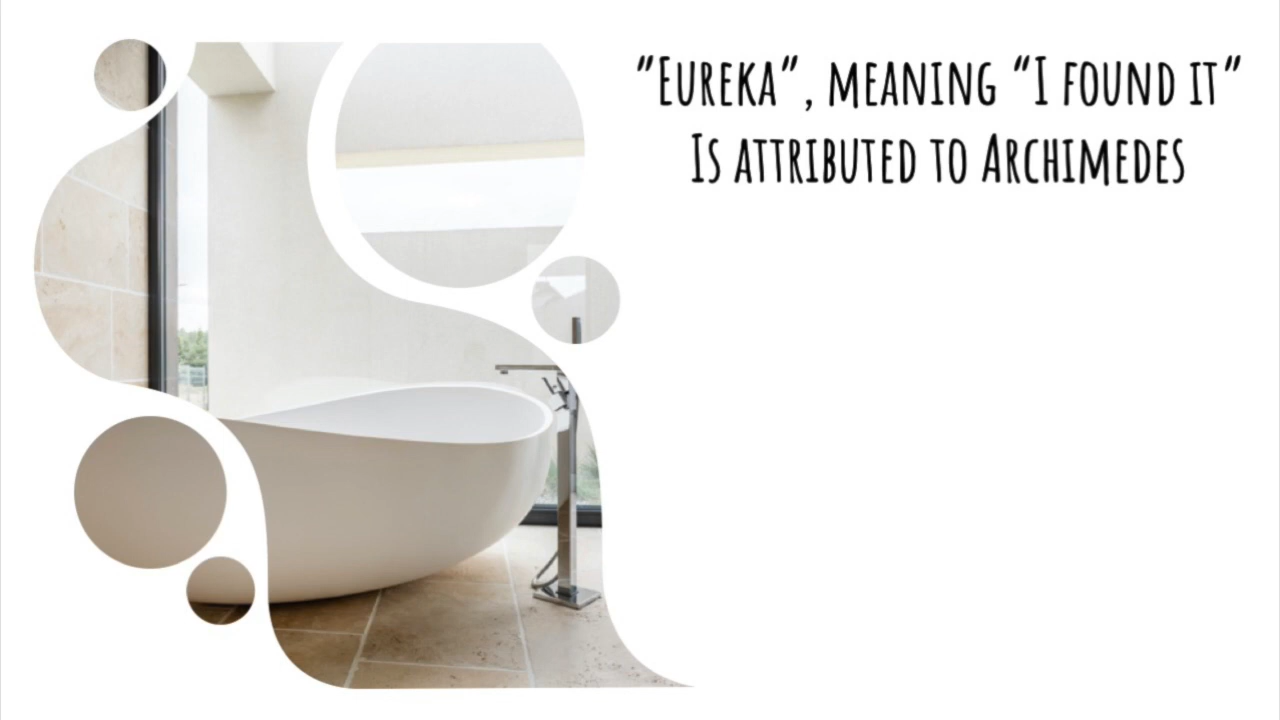 ”Eureka”, meaning “I found it”
Is attributed to Archimedes